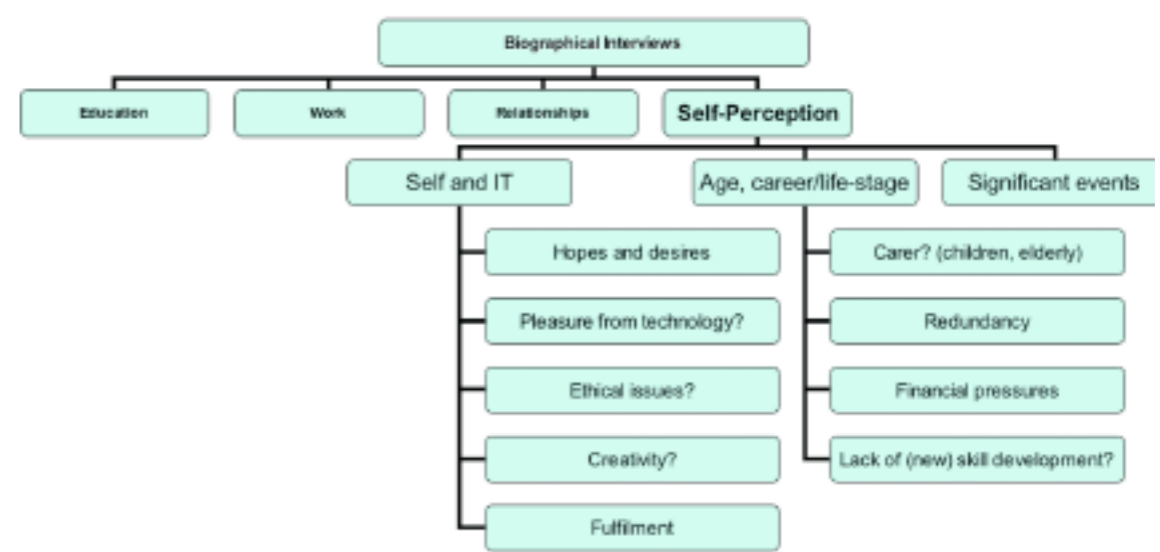 Biographical Interviews
Education
Work
Relationships
Self-Perception
Self and IT
Age, career/life-stage
Significant events
Hopes and desires
Carer? (children, elderly)
Pleasure from technology?
Redundancy
Ethical issues?
Financial pressures
Creativity?
Lack of (new) skill development?
Fulfilment